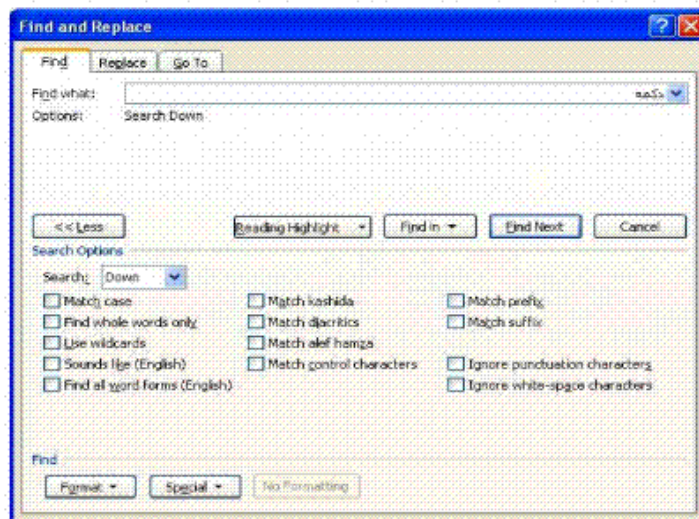 Find and Replace
Find Replace Go To
Find what: دکمه
Options: Search Down
<< Less Reading Highlight Find in Find Next Cancel
Search Options
Search: Down
Match case Match kashida Match prefix
Find whole words only Match diacritics Match suffix
Use wildcards Match alef hamza
Sounds like (English) Match control characters Ignore punctuation characters
Find all word forms (English) Ignore white-space characters
Find
Format Special No Formatting